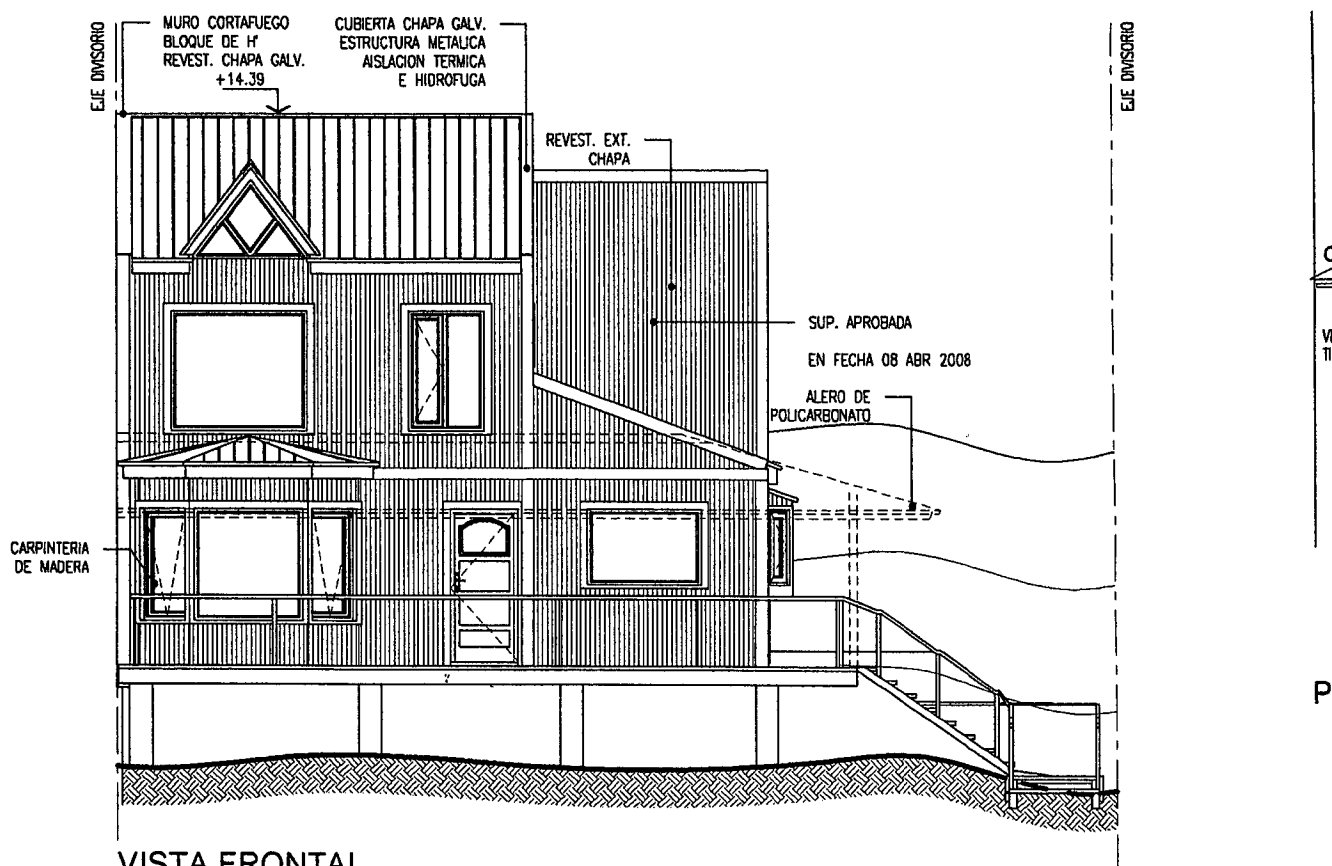 MURO CORTAFUEGO
BLOQUE DE Hº
REVEST. CHAPA GALV.
+14.39
CUBIERTA CHAPA GALV.
ESTRUCTURA METALICA
AISLACION TERMICA
E HIDROFUGA
EJE DIVISORIO
EJE DIVISORIO
REVEST. EXT.
CHAPA
SUP. APROBADA
EN FECHA 08 ABR 2008
ALERO DE
POLICARBONATO
CARPINTERIA
DE MADERA
VISTA FRONTAL
P